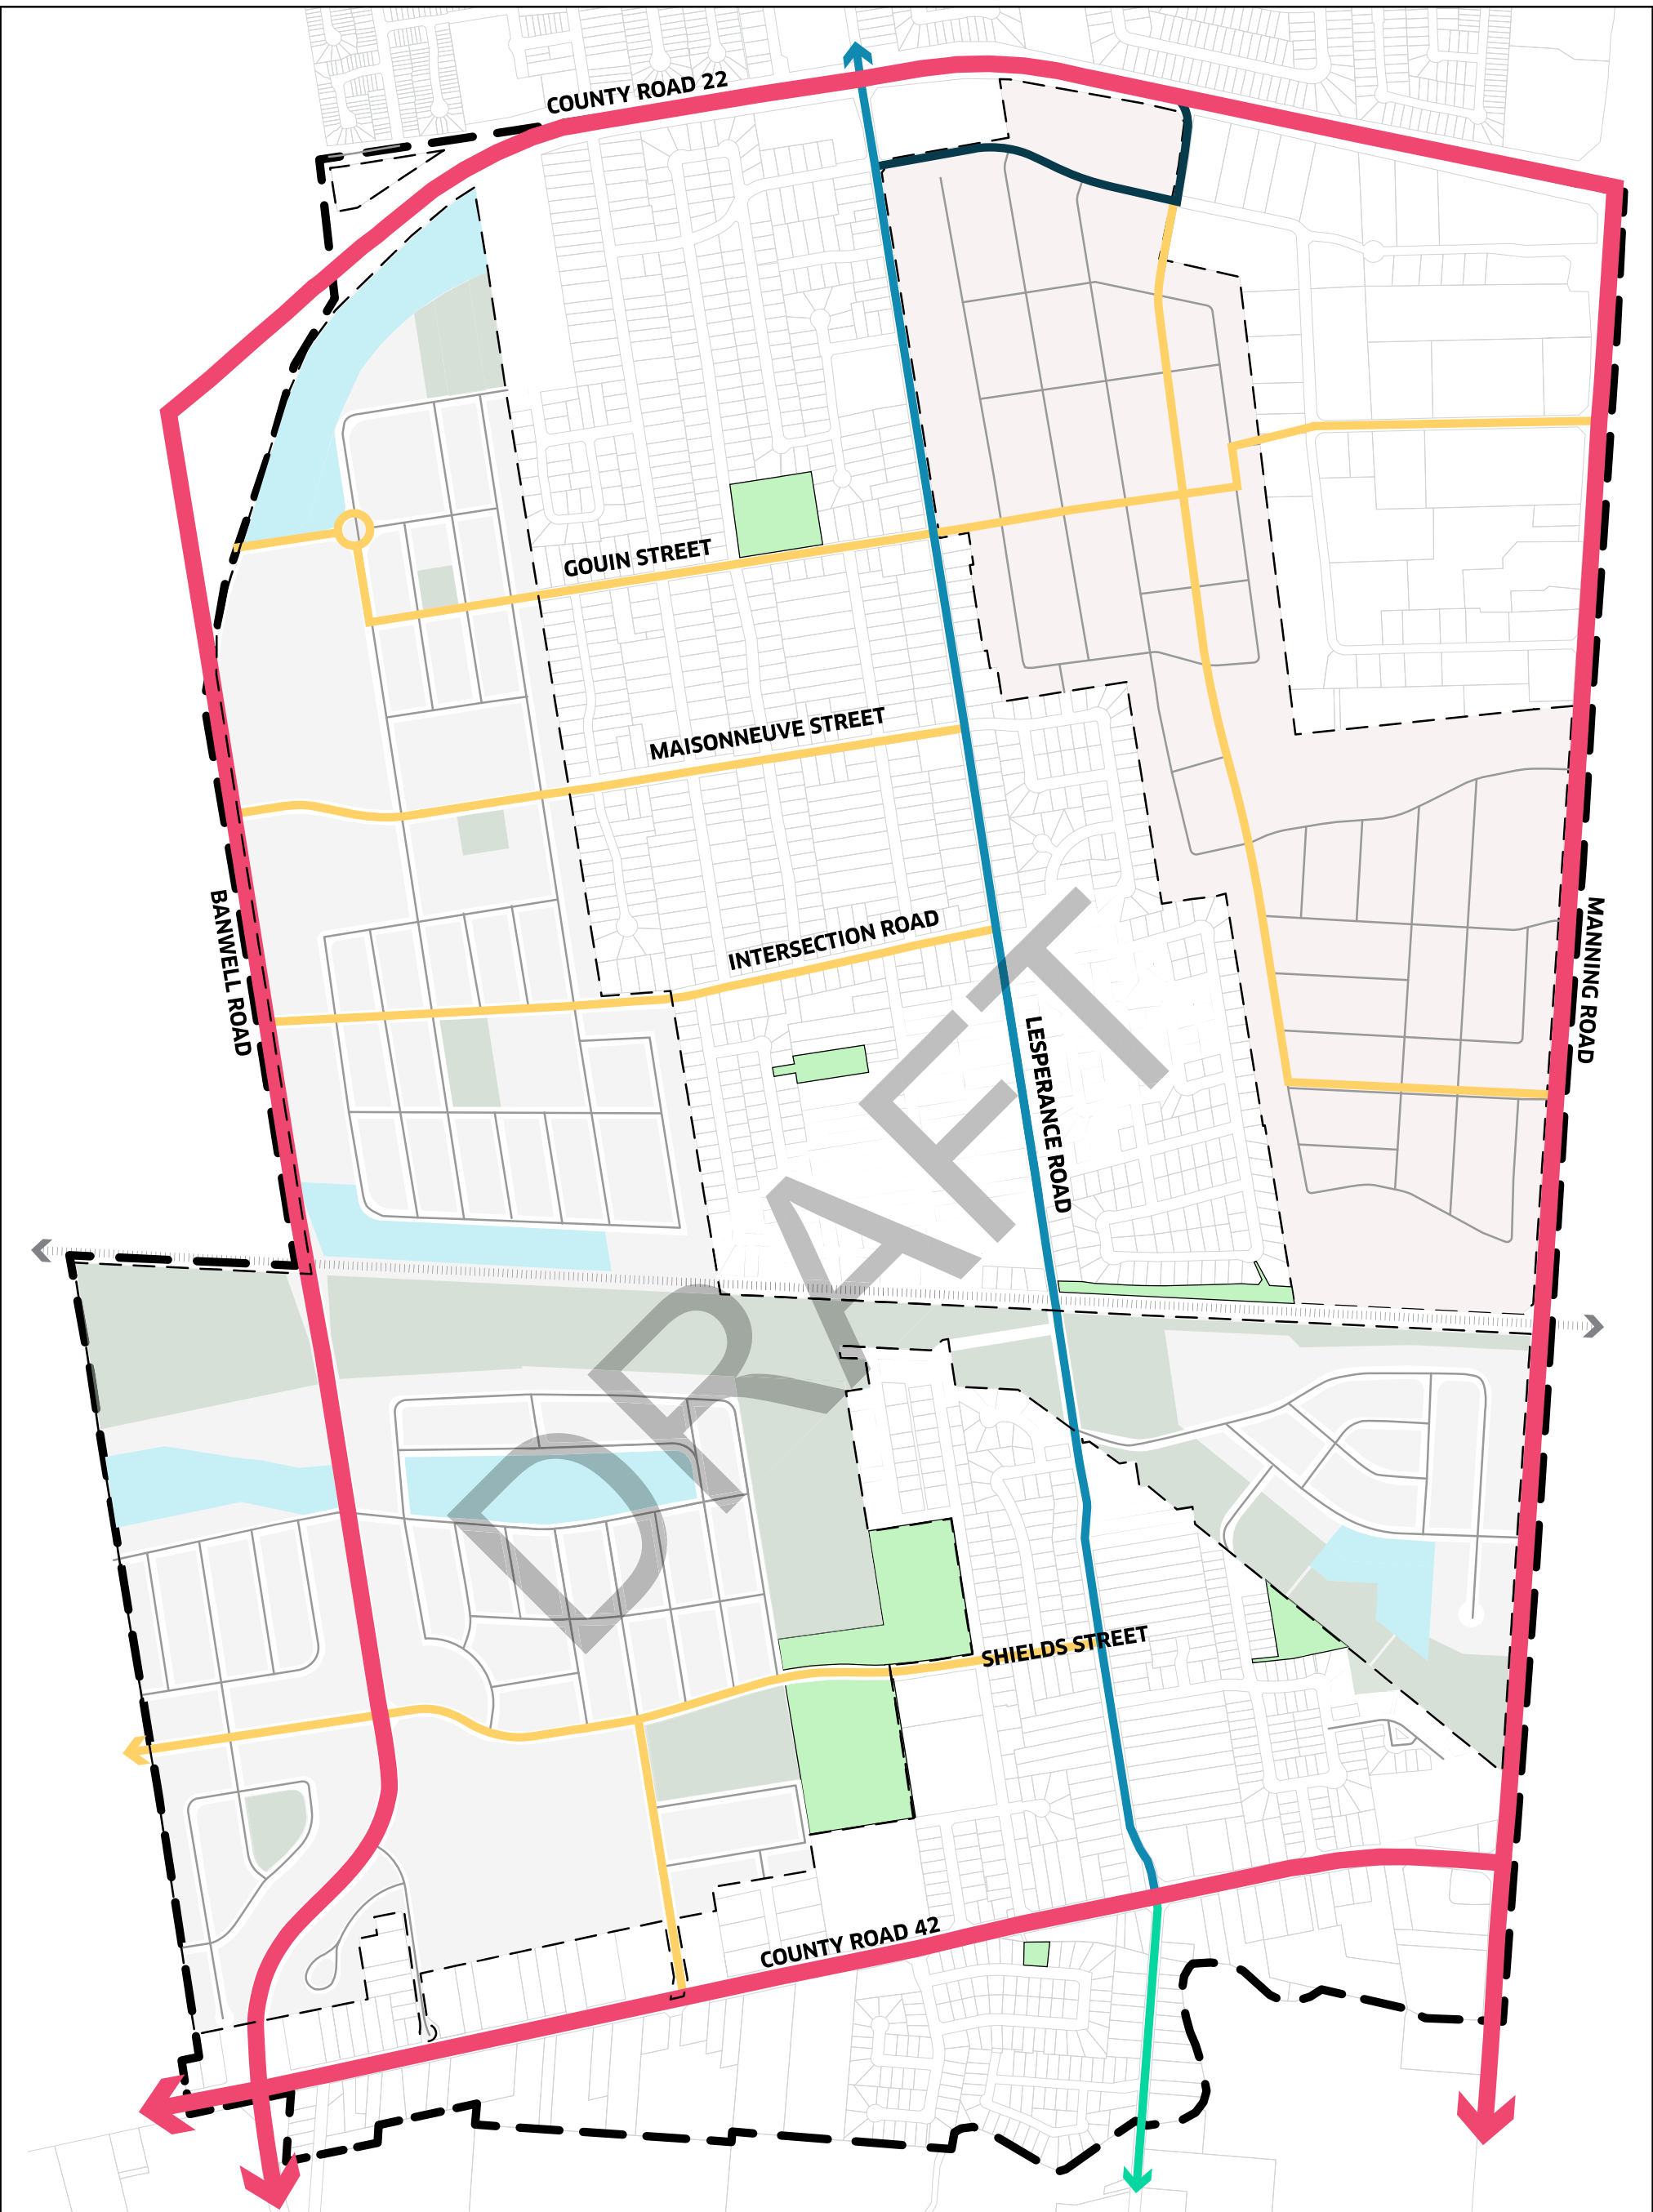 COUNTY ROAD 22
GOUIN STREET
MAISONNEUVE STREET
INTERSECTION ROAD
BANWELL ROAD
MANNING ROAD
LESPERANCE ROAD
DRAFT
SHIELDS STREET
COUNTY ROAD 42